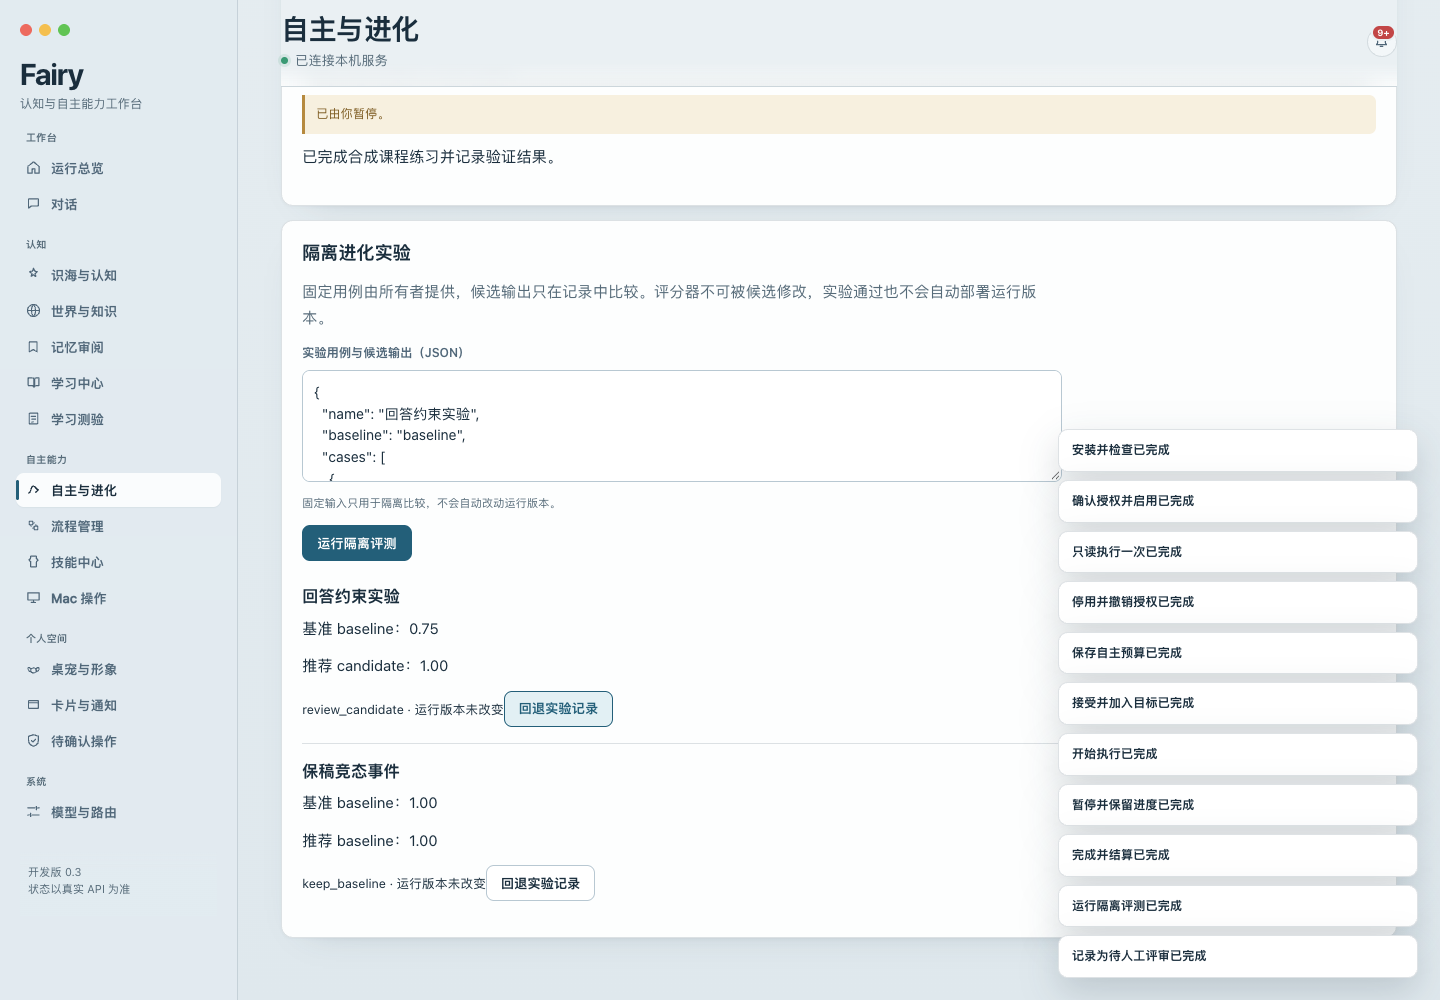 Fairy
认知与自主能力工作台
工作台
运行总览
对话
认知
识海与认知
世界与知识
记忆审阅
学习中心
学习测验
自主能力
自主与进化
流程管理
技能中心
Mac 操作
个人空间
桌宠与形象
卡片与通知
待确认操作
系统
模型与路由
开发版 0.3
状态以真实 API 为准
自主与进化
已连接本机服务
9+
已由你暂停。
已完成合成课程练习并记录验证结果。
隔离进化实验
固定用例由所有者提供，候选输出只在记录中比较。评分器不可被候选修改，实验通过也不会自动部署运行版
本。
实验用例与候选输出（JSON）
{
"name": "回答约束实验",
"baseline": "baseline",
"cases": [
{
固定输入只用于隔离比较，不会自动改动运行版本。
运行隔离评测
回答约束实验
基准 baseline：0.75
推荐 candidate：1.00
review_candidate · 运行版本未改变
回退实验记录
保稿竞态事件
基准 baseline：1.00
推荐 baseline：1.00
keep_baseline · 运行版本未改变
回退实验记录
安装并检查已完成
确认授权并启用已完成
只读执行一次已完成
停用并撤销授权已完成
保存自主预算已完成
接受并加入目标已完成
开始执行已完成
暂停并保留进度已完成
完成并结算已完成
运行隔离评测已完成
记录为待人工评审已完成